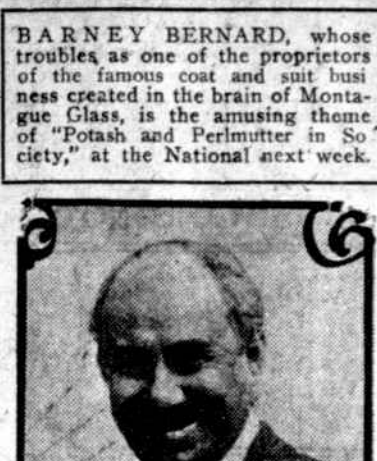 BARNEY BERNARD, whose
troubles, as one of the proprietors
of the famous coat and suit busi
ness created in the brain of Monta-
gue Glass, is the amusing theme
of "Potash and Perlmutter in So
ciety," at the National next week.